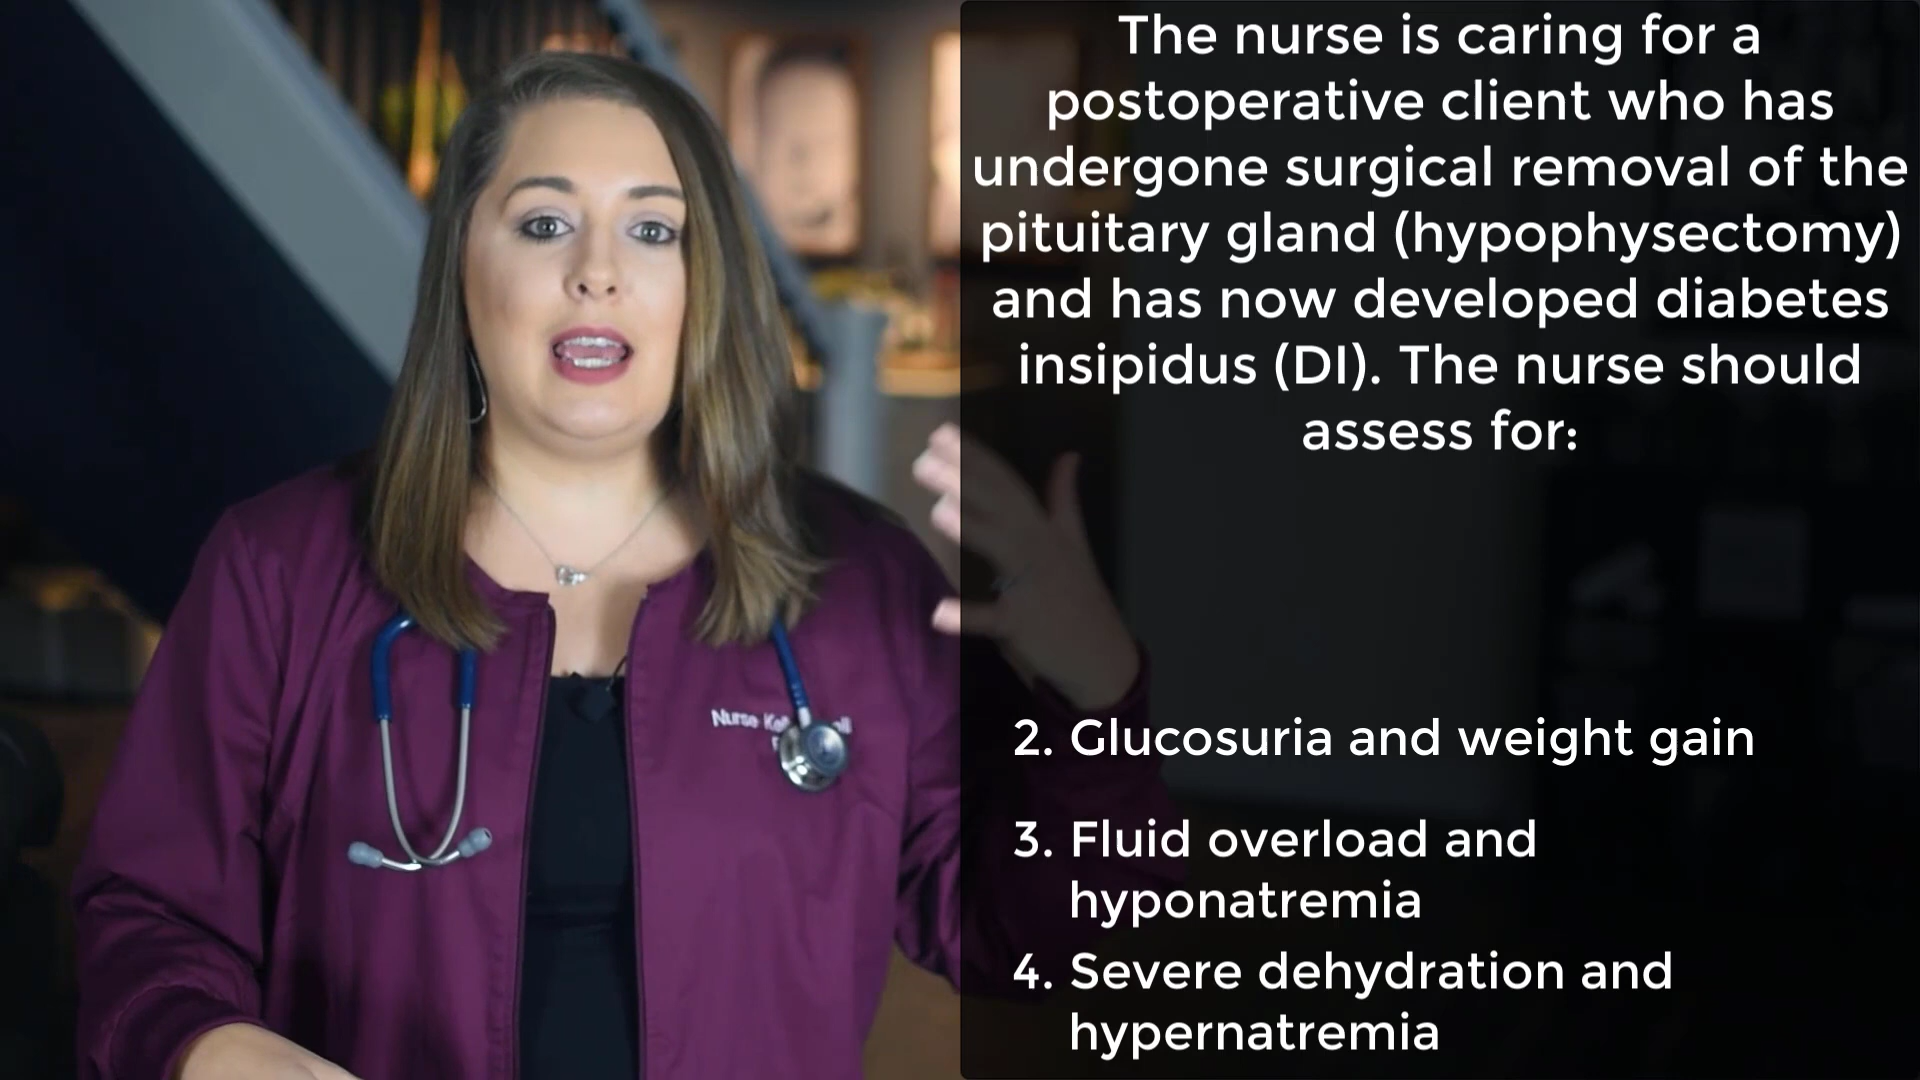 The nurse is caring for a
postoperative client who has
undergone surgical removal of the
pituitary gland (hypophysectomy)
and has now developed diabetes
insipidus (DI). The nurse should
assess for:
2. Glucosuria and weight gain
3. Fluid overload and
hyponatremia
4. Severe dehydration and
hypernatremia
Nurse